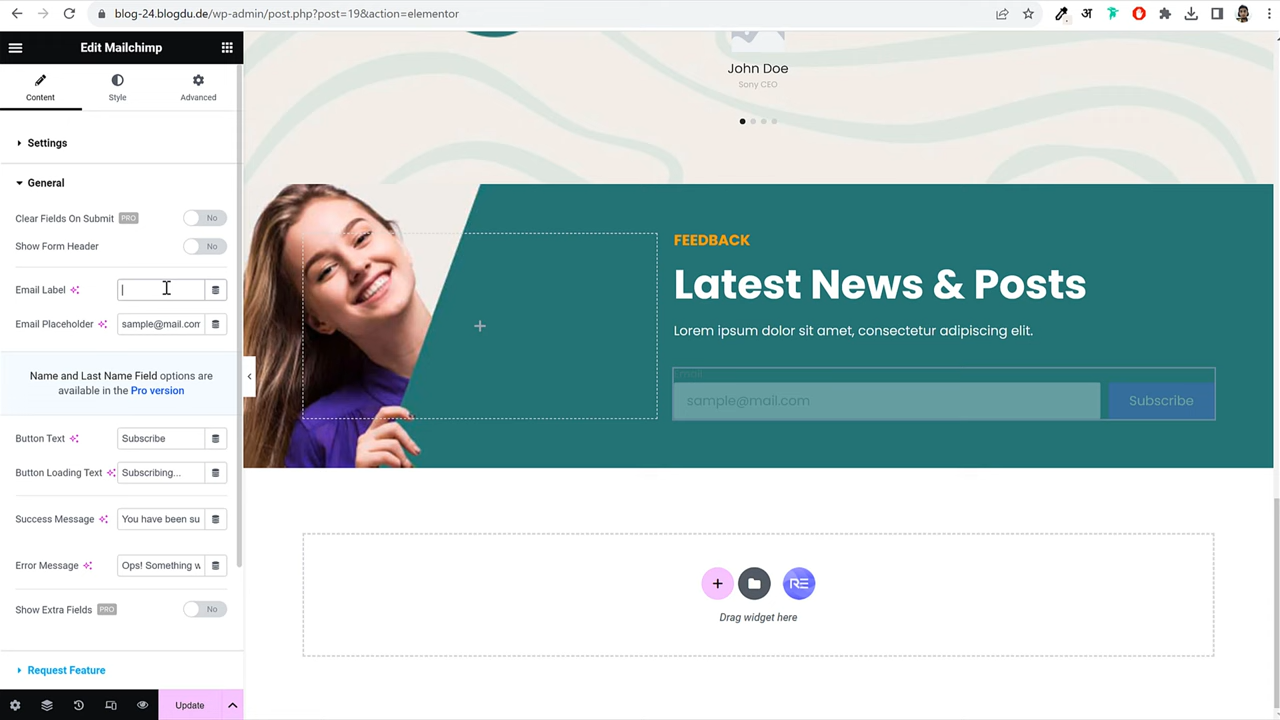 blog-24.blogdu.de/wp-admin/post.php?post=19&action=elementor
अ
Edit Mailchimp
Content
Style
Advanced
Settings
General
Clear Fields On Submit PRO No
Show Form Header No
Email Label
Email Placeholder sample@mail.com
Name and Last Name Field options are
available in the Pro version
Button Text Subscribe
Button Loading Text Subscribing...
Success Message You have been su
Error Message Ops! Something w
Show Extra Fields PRO No
Request Feature
Update
John Doe
Sony CEO
FEEDBACK
Latest News & Posts
Lorem ipsum dolor sit amet, consectetur adipiscing elit.
Email
sample@mail.com
Subscribe
RE
Drag widget here